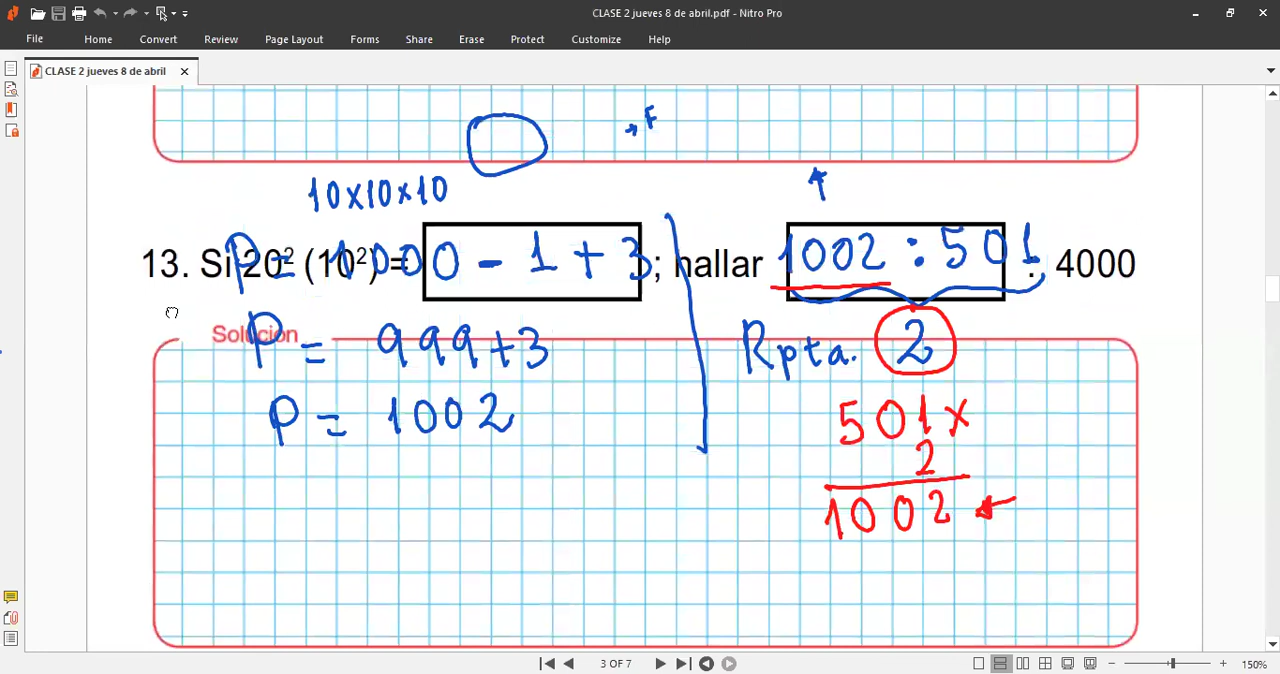 CLASE 2 jueves 8 de abril.pdf - Nitro Pro
File Home Convert Review Page Layout Forms Share Erase Protect Customize Help
CLASE 2 jueves 8 de abril
F
10x10x10
13. Si 20² (10²) = ; hallar : 4000
P = 1000 - 1 + 3
1002 : 501
Solución
P = 999 + 3
Rpta. 2
P = 1002
501 x
2
1002
3 OF 7
150%